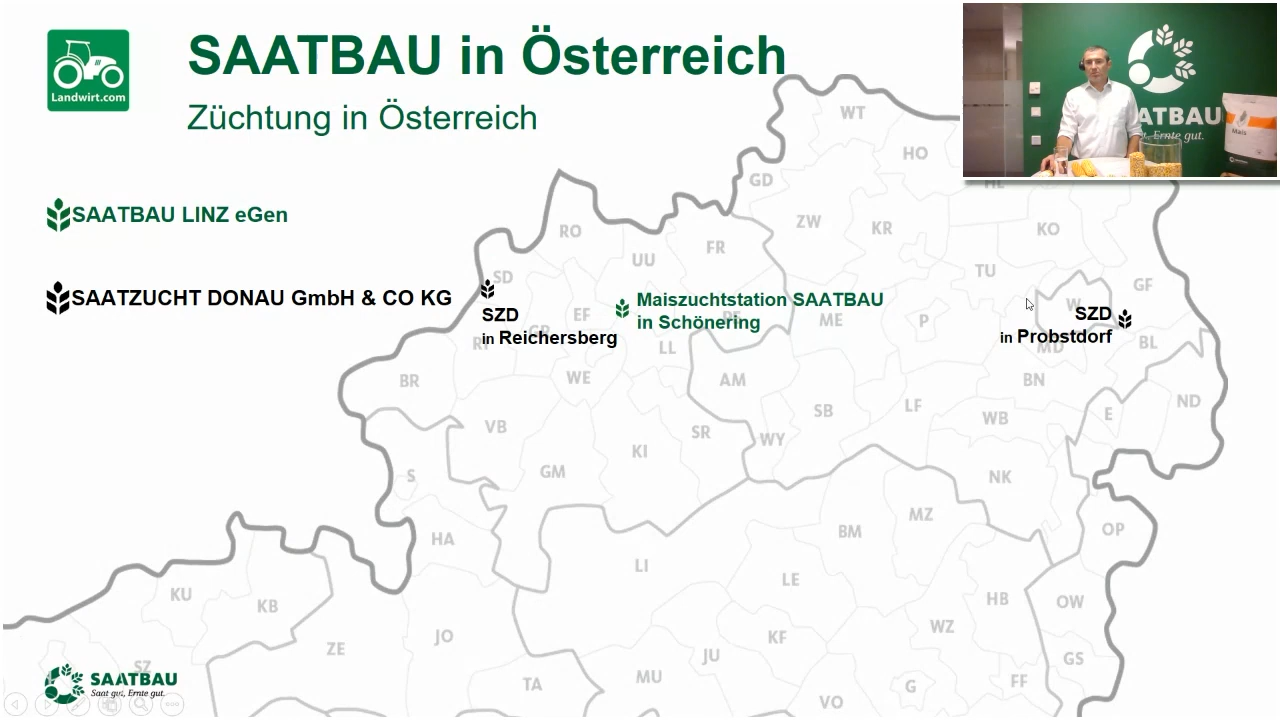 SAATBAU in Österreich
Landwirt.com
Züchtung in Österreich
SAATBAU LINZ eGen
SAATZUCHT DONAU GmbH & CO KG
SZD
in Reichersberg
Maiszuchtstation SAATBAU
in Schönering
SZD
in Probstdorf
ATBAU
Ernte gut.
Mais
WT
HO
GD
ZW
KR
KO
RO
FR
UU
TU
SD
GF
W
EF
ME
P
MD
BL
LL
BR
WE
AM
BN
ND
SB
LF
E
VB
SR
WB
KI
WY
S
GM
NK
MZ
BM
OP
HA
LI
LE
KU
KB
HB
OW
WZ
JO
KF
ZE
JU
GS
SZ
TA
MU
G
FF
VO
SAATBAU
Saat gut, Ernte gut.